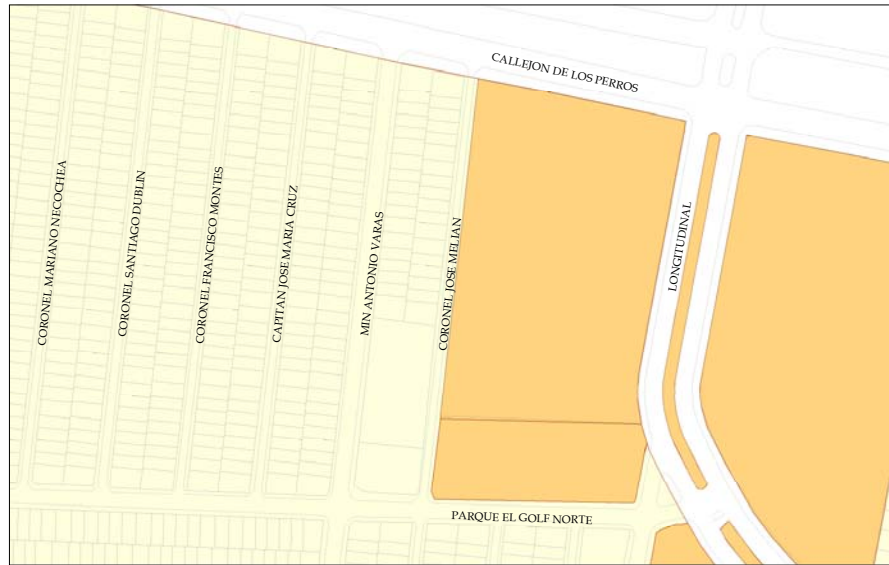 CALLEJON DE LOS PERROS
CORONEL MARIANO NECOCHEA
CORONEL SANTIAGO DUBLIN
CORONEL FRANCISCO MONTES
CAPITAN JOSE MARIA CRUZ
MIN ANTONIO VARAS
CORONEL JOSE MELIAN
LONGITUDINAL
PARQUE EL GOLF NORTE